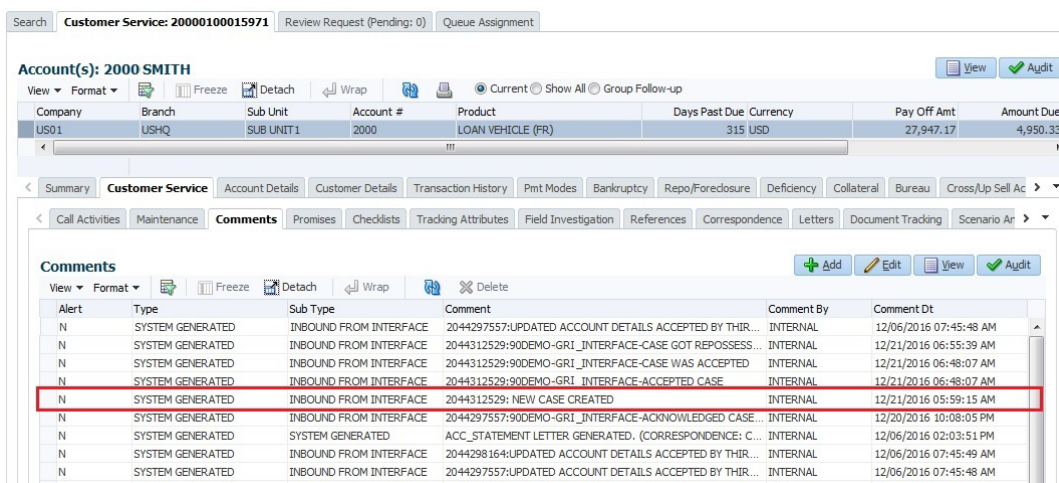 Search Customer Service: 20000100015971 Review Request (Pending: 0) Queue Assignment
Account(s): 2000 SMITH View Audit
View Format Freeze Detach Wrap Current Show All Group Follow-up
Company Branch Sub Unit Account # Product Days Past Due Currency Pay Off Amt Amount Due
US01 USHQ SUB UNIT1 2000 LOAN VEHICLE (FR) 315 USD 27,947.17 4,950.33
Summary Customer Service Account Details Customer Details Transaction History Pmt Modes Bankruptcy Repo/Foreclosure Deficiency Collateral Bureau Cross/Up Sell Ac
Call Activities Maintenance Comments Promises Checklists Tracking Attributes Field Investigation References Correspondence Letters Document Tracking Scenario An
Comments Add Edit View Audit
View Format Freeze Detach Wrap Delete
Alert Type Sub Type Comment Comment By Comment Dt
N SYSTEM GENERATED INBOUND FROM INTERFACE 2044297557:UPDATED ACCOUNT DETAILS ACCEPTED BY THIR... INTERNAL 12/06/2016 07:45:48 AM
N SYSTEM GENERATED INBOUND FROM INTERFACE 2044312529:90DEMO-GRI_INTERFACE-CASE GOT REPOSSESS... INTERNAL 12/21/2016 06:55:39 AM
N SYSTEM GENERATED INBOUND FROM INTERFACE 2044312529:90DEMO-GRI_INTERFACE-CASE WAS ACCEPTED INTERNAL 12/21/2016 06:48:07 AM
N SYSTEM GENERATED INBOUND FROM INTERFACE 2044312529:90DEMO-GRI_INTERFACE-ACCEPTED CASE INTERNAL 12/21/2016 06:48:07 AM
N SYSTEM GENERATED INBOUND FROM INTERFACE 2044312529: NEW CASE CREATED INTERNAL 12/21/2016 05:59:15 AM
N SYSTEM GENERATED INBOUND FROM INTERFACE 2044297557:90DEMO-GRI_INTERFACE-ACKNOWLEDGED CASE... INTERNAL 12/20/2016 10:08:05 PM
N SYSTEM GENERATED SYSTEM GENERATED ACC_STATEMENT LETTER GENERATED. (CORRESPONDENCE: C... INTERNAL 12/06/2016 02:03:51 PM
N SYSTEM GENERATED INBOUND FROM INTERFACE 2044298164:UPDATED ACCOUNT DETAILS ACCEPTED BY THIR... INTERNAL 12/06/2016 07:45:49 AM
N SYSTEM GENERATED INBOUND FROM INTERFACE 2044297557:UPDATED ACCOUNT DETAILS ACCEPTED BY THIR... INTERNAL 12/06/2016 07:45:48 AM